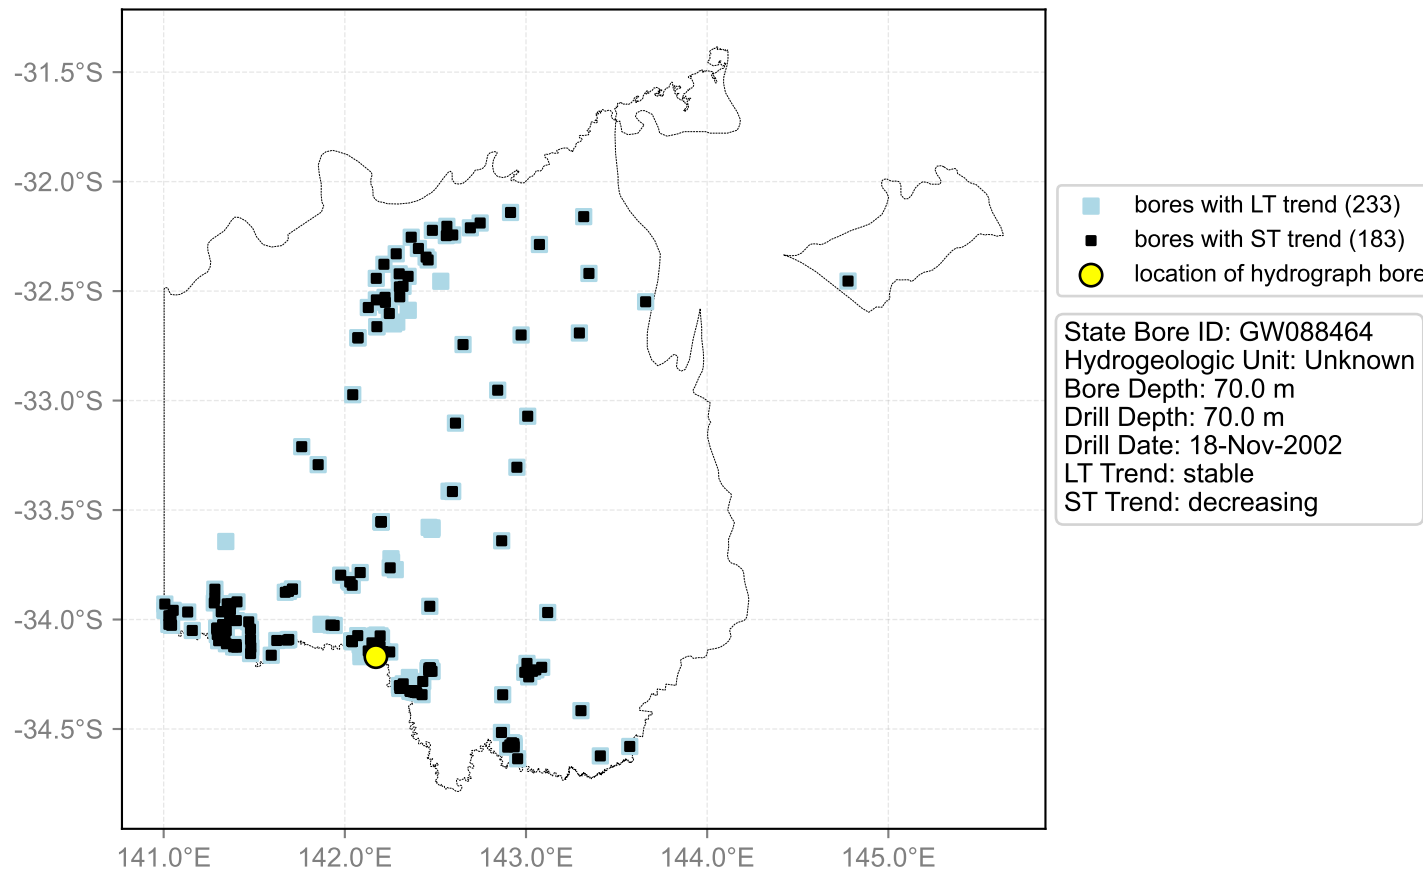 -31.5°S
-32.0°S
-32.5°S
-33.0°S
-33.5°S
-34.0°S
-34.5°S
141.0°E
142.0°E
143.0°E
144.0°E
145.0°E
bores with LT trend (233)
bores with ST trend (183)
location of hydrograph bore
State Bore ID: GW088464
Hydrogeologic Unit: Unknown
Bore Depth: 70.0 m
Drill Depth: 70.0 m
Drill Date: 18-Nov-2002
LT Trend: stable
ST Trend: decreasing